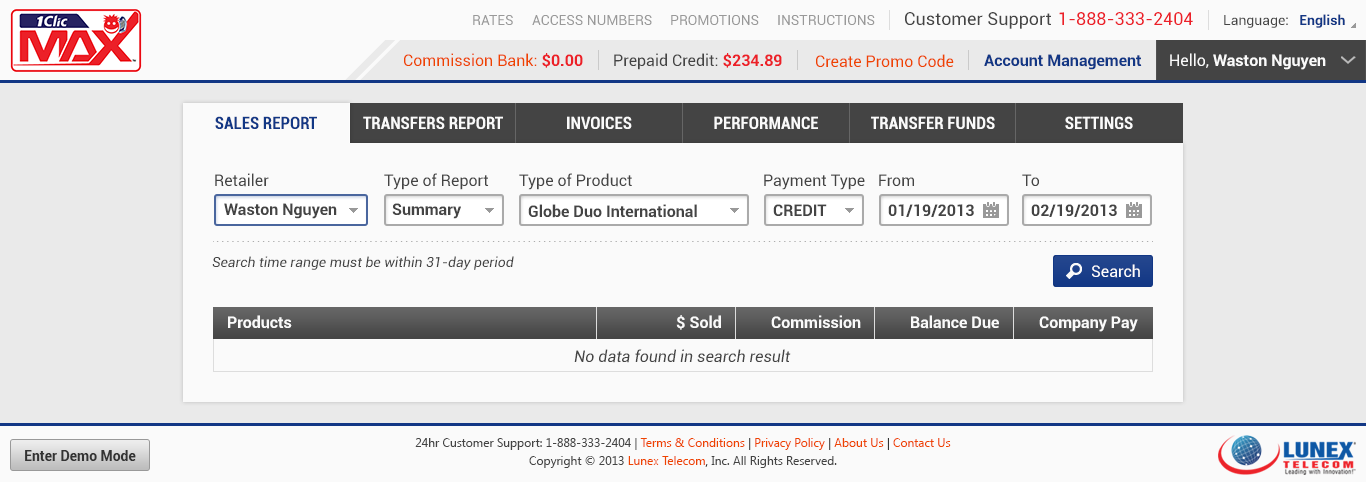 1Clic
MAX
RATES ACCESS NUMBERS PROMOTIONS INSTRUCTIONS Customer Support 1-888-333-2404 Language: English
Commission Bank: $0.00 Prepaid Credit: $234.89 Create Promo Code Account Management Hello, Waston Nguyen
SALES REPORT TRANSFERS REPORT INVOICES PERFORMANCE TRANSFER FUNDS SETTINGS
Retailer Type of Report Type of Product Payment Type From To
Waston Nguyen Summary Globe Duo International CREDIT 01/19/2013 02/19/2013
Search time range must be within 31-day period
Search
Products $ Sold Commission Balance Due Company Pay
No data found in search result
Enter Demo Mode
24hr Customer Support: 1-888-333-2404 | Terms & Conditions | Privacy Policy | About Us | Contact Us
Copyright © 2013 Lunex Telecom, Inc. All Rights Reserved.
LUNEX
TELECOM
Leading with Innovation!